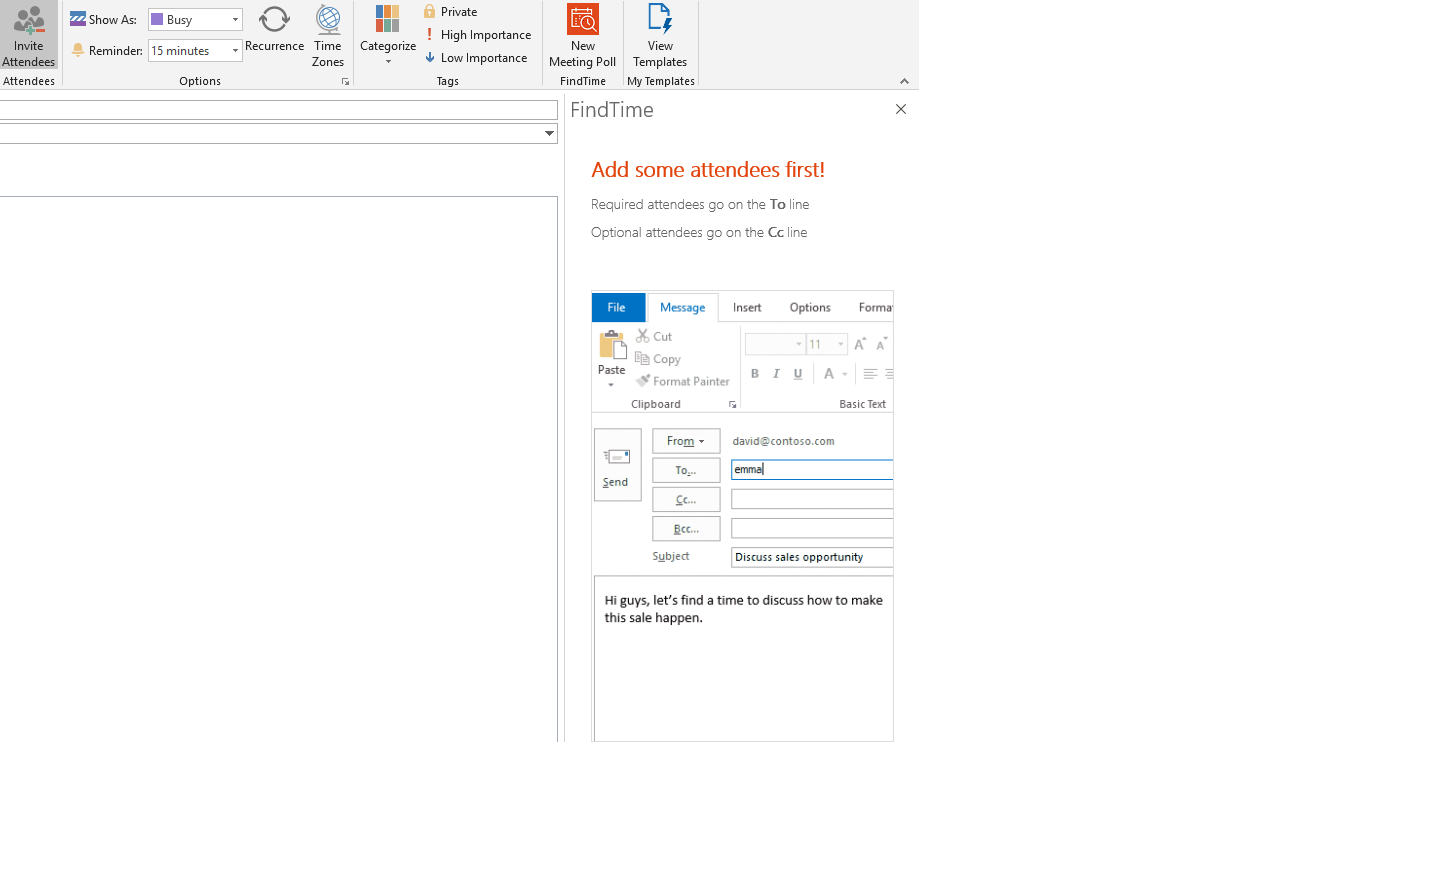 Invite
Attendees
Attendees
Show As:
Busy
Reminder:
15 minutes
Recurrence
Time
Zones
Options
Categorize
Private
High Importance
Low Importance
Tags
New
Meeting Poll
FindTime
View
Templates
My Templates
FindTime
Add some attendees first!
Required attendees go on the To line
Optional attendees go on the Cc line
File
Message
Insert
Options
Forma
Paste
Cut
Copy
Format Painter
Clipboard
11
A A
B I U A
Basic Text
Send
From
david@contoso.com
To...
emma
Cc...
Bcc...
Subject
Discuss sales opportunity
Hi guys, let's find a time to discuss how to make
this sale happen.